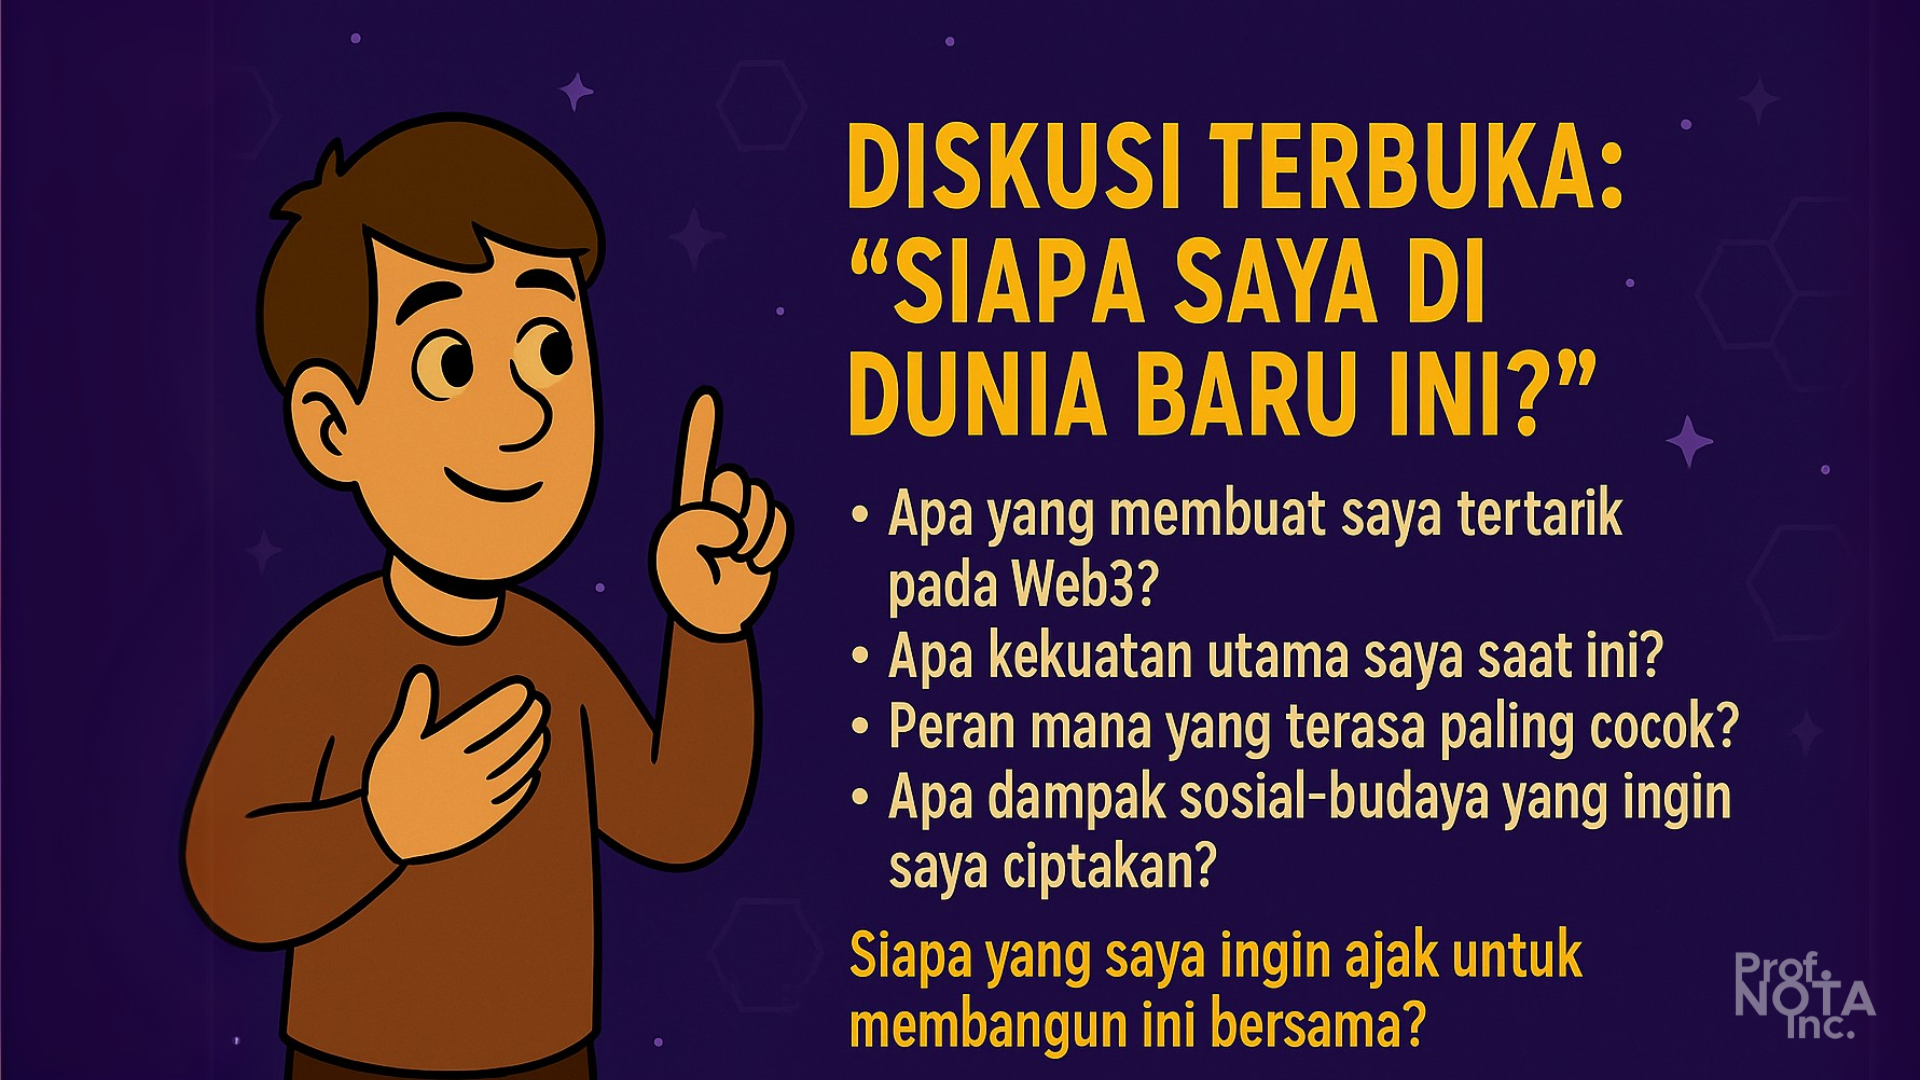 DISKUSI TERBUKA:
“SIAPA SAYA DI
DUNIA BARU INI?”
• Apa yang membuat saya tertarik
pada Web3?
• Apa kekuatan utama saya saat ini?
• Peran mana yang terasa paling cocok?
• Apa dampak sosial-budaya yang ingin
saya ciptakan?
Siapa yang saya ingin ajak untuk
membangun ini bersama?
Prof.
NOTA
Inc.